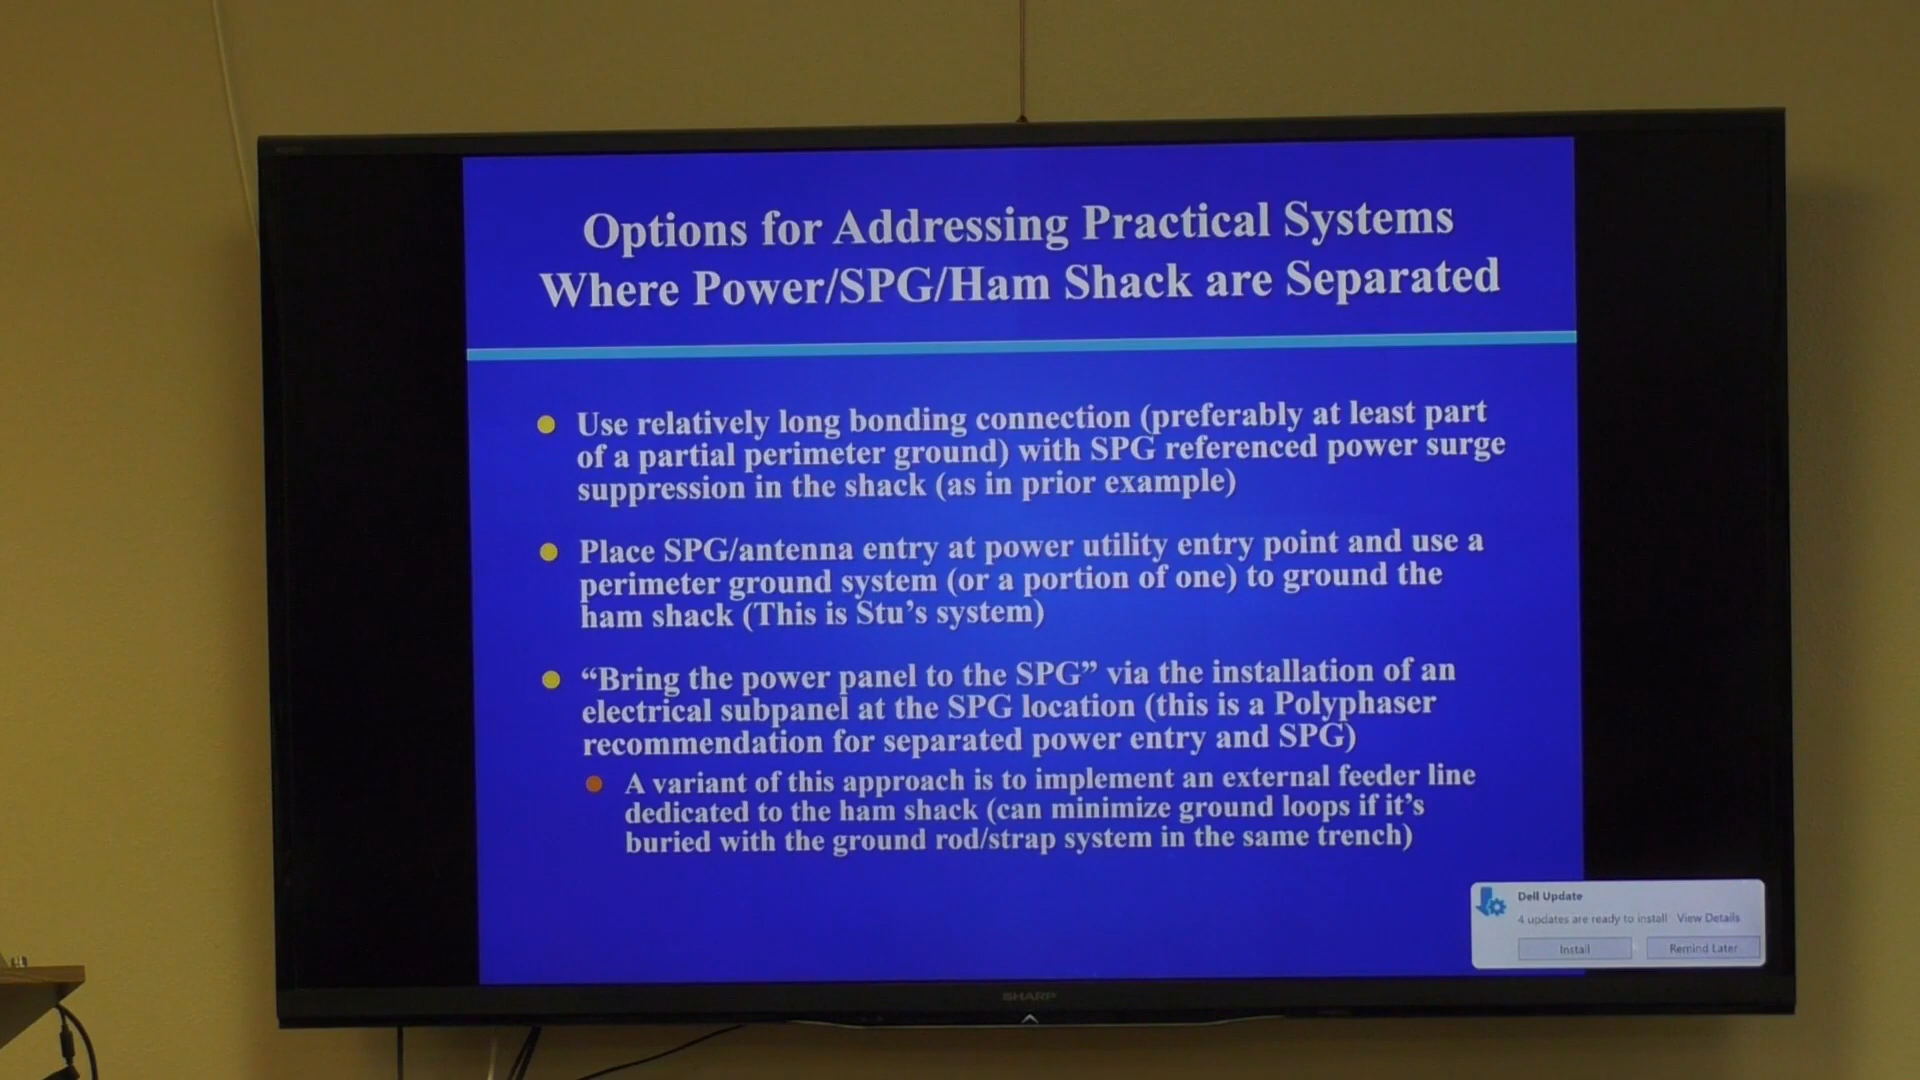 Options for Addressing Practical Systems
Where Power/SPG/Ham Shack are Separated
Use relatively long bonding connection (preferably at least part
of a partial perimeter ground) with SPG referenced power surge
suppression in the shack (as in prior example)
Place SPG/antenna entry at power utility entry point and use a
perimeter ground system (or a portion of one) to ground the
ham shack (This is Stu’s system)
“Bring the power panel to the SPG” via the installation of an
electrical subpanel at the SPG location (this is a Polyphaser
recommendation for separated power entry and SPG)
A variant of this approach is to implement an external feeder line
dedicated to the ham shack (can minimize ground loops if it’s
buried with the ground rod/strap system in the same trench)
Dell Update
4 updates are ready to install View Details
Install Remind Later
SHARP